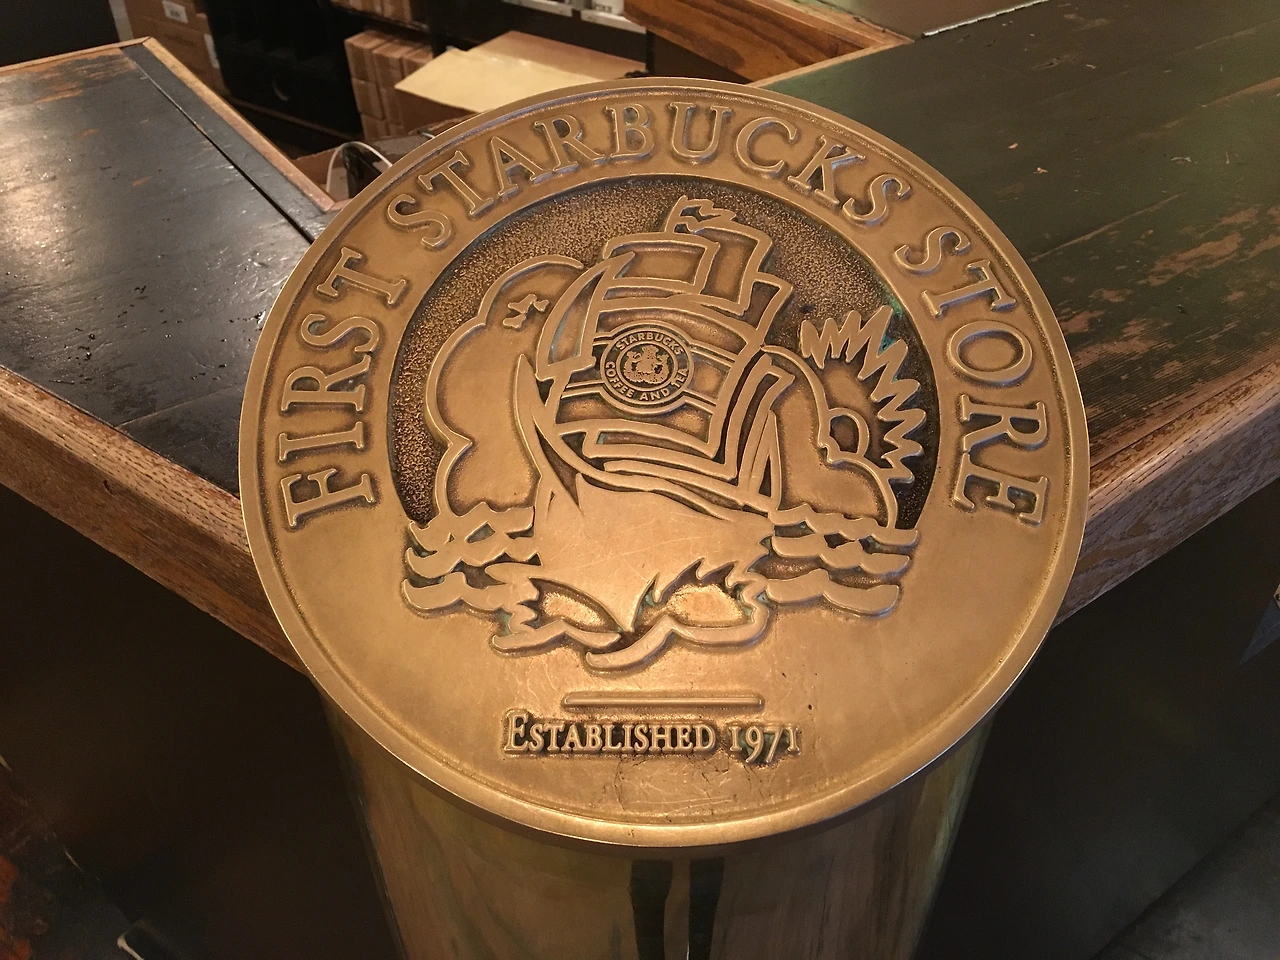 FIRST STARBUCKS STORE
STARBUCKS
COFFEE AND TEA
ESTABLISHED 1971